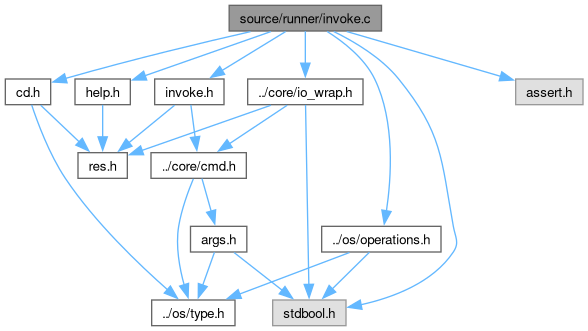 source/runner/invoke.c
cd.h
help.h
invoke.h
../core/io_wrap.h
assert.h
res.h
../core/cmd.h
args.h
../os/operations.h
../os/type.h
stdbool.h